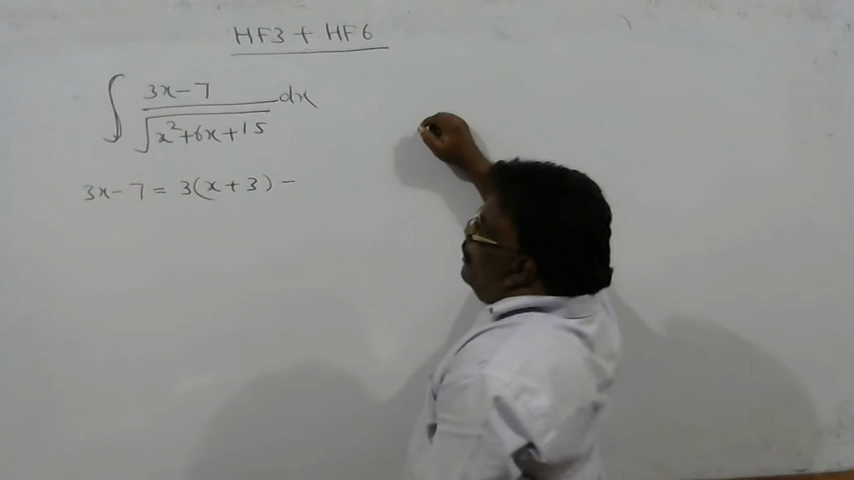 HF3 + HF6
∫ (3x-7)/√(x²+6x+15) dx
3x-7 = 3(x+3) -